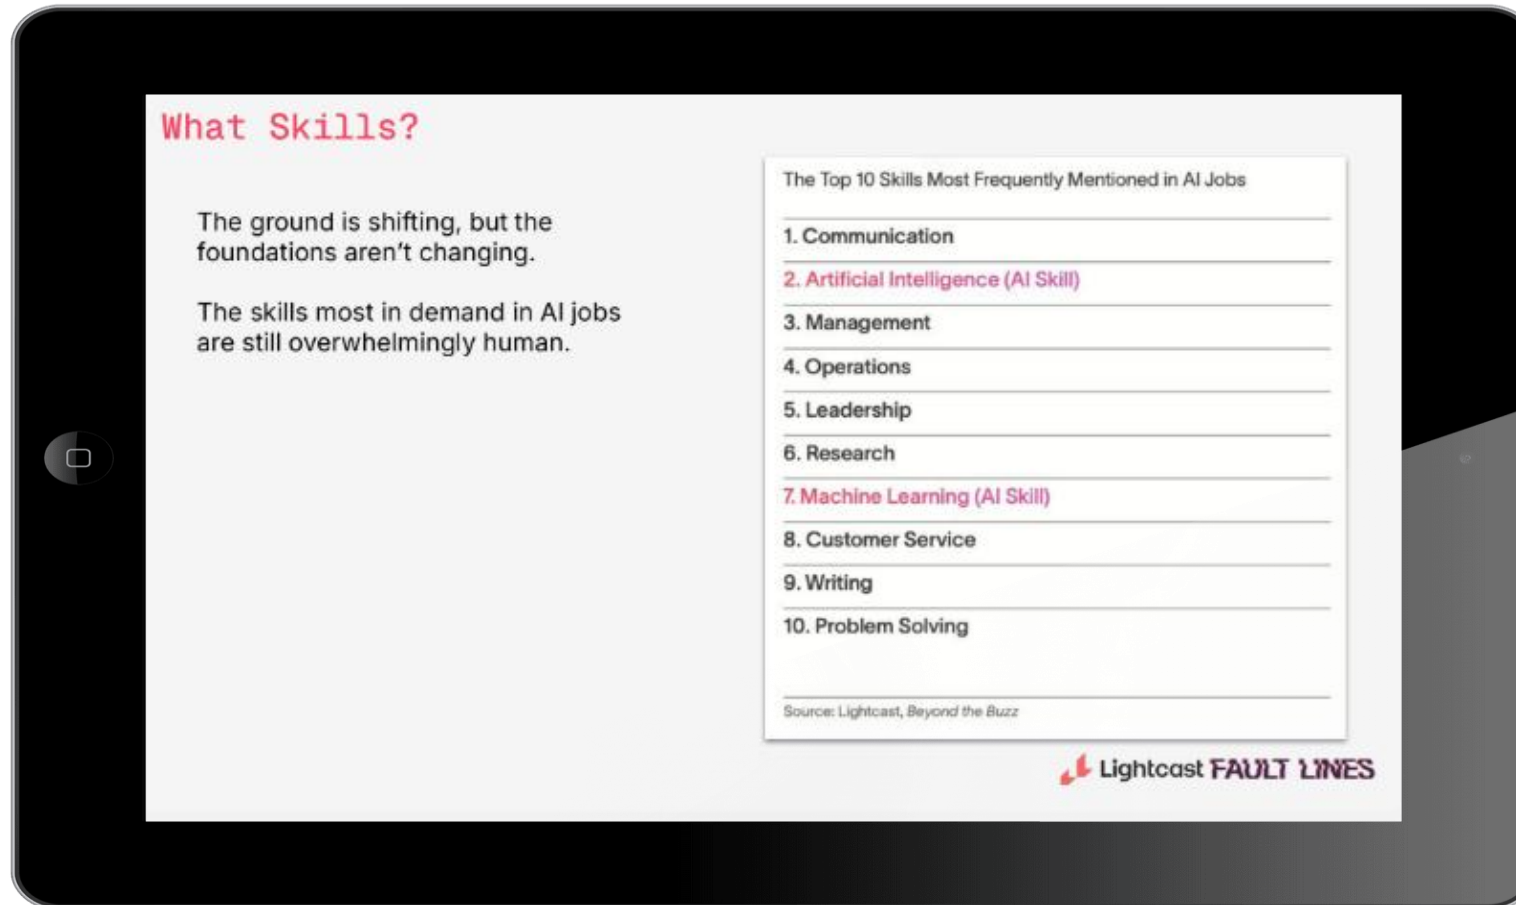 What Skills?
The ground is shifting, but the
foundations aren't changing.
The skills most in demand in AI jobs
are still overwhelmingly human.
The Top 10 Skills Most Frequently Mentioned in AI Jobs
1. Communication
2. Artificial Intelligence (AI Skill)
3. Management
4. Operations
5. Leadership
6. Research
7. Machine Learning (AI Skill)
8. Customer Service
9. Writing
10. Problem Solving
Source: Lightcast, Beyond the Buzz
Lightcast FAULT LINES